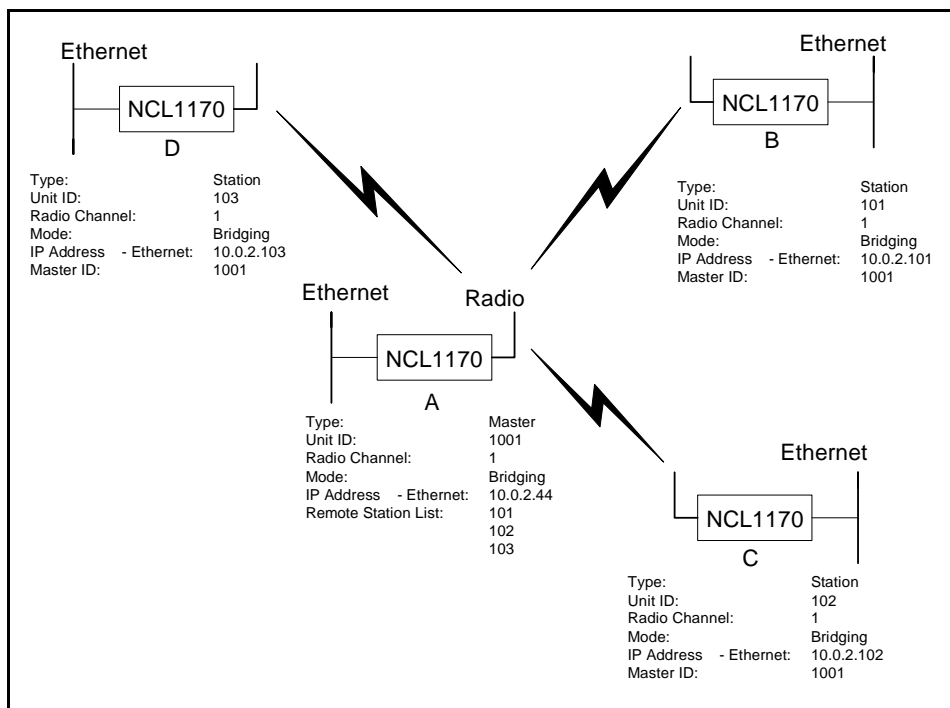 Ethernet
NCL1170
D
Type: Station
Unit ID: 103
Radio Channel: 1
Mode: Bridging
IP Address - Ethernet: 10.0.2.103
Master ID: 1001
Ethernet
NCL1170
B
Type: Station
Unit ID: 101
Radio Channel: 1
Mode: Bridging
IP Address - Ethernet: 10.0.2.101
Master ID: 1001
Ethernet
Radio
NCL1170
A
Type: Master
Unit ID: 1001
Radio Channel: 1
Mode: Bridging
IP Address - Ethernet: 10.0.2.44
Remote Station List: 101
102
103
Ethernet
NCL1170
C
Type: Station
Unit ID: 102
Radio Channel: 1
Mode: Bridging
IP Address - Ethernet: 10.0.2.102
Master ID: 1001